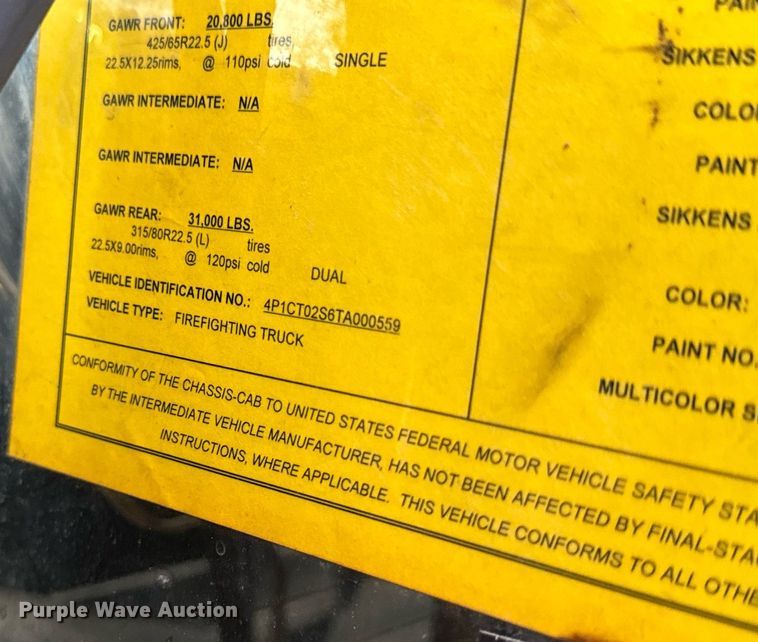 GAWR FRONT: 20,800 LBS.
425/65R22.5 (J) tires,
22.5X12.25rims, @ 110psi cold SINGLE
GAWR INTERMEDIATE: N/A
GAWR INTERMEDIATE: N/A
GAWR REAR: 31,000 LBS.
315/80R22.5 (L) tires
22.5X9.00rims, @ 120psi cold DUAL
VEHICLE IDENTIFICATION NO.: 4P1CT02S6TA000559
VEHICLE TYPE: FIREFIGHTING TRUCK
PAIN
SIKKENS
COLO
PAINT
SIKKENS
COLOR:
PAINT NO.
MULTICOLOR S
CONFORMITY OF THE CHASSIS-CAB TO UNITED STATES FEDERAL MOTOR VEHICLE SAFETY STA
BY THE INTERMEDIATE VEHICLE MANUFACTURER, HAS NOT BEEN AFFECTED BY FINAL-STA
INSTRUCTIONS, WHERE APPLICABLE. THIS VEHICLE CONFORMS TO ALL OTHE
Purple Wave Auction